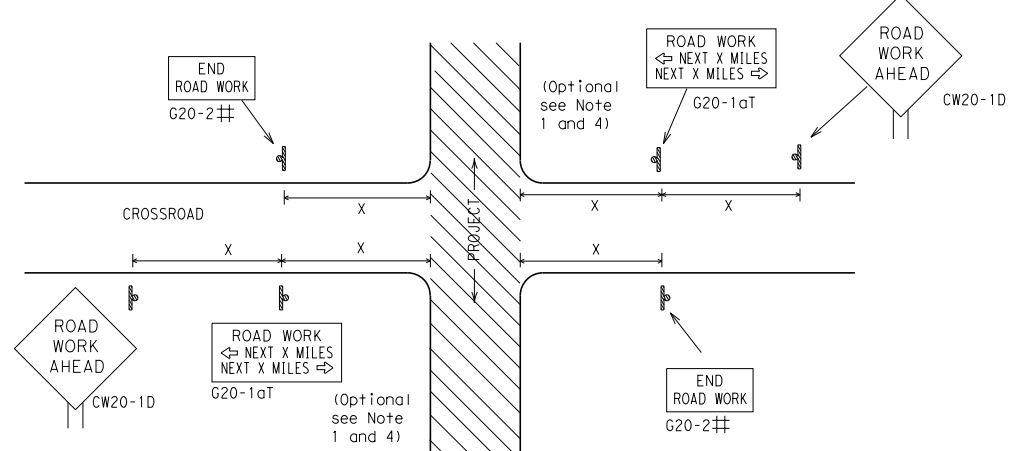 ROAD WORK
⇦ NEXT X MILES
NEXT X MILES ⇨
G20-1aT
ROAD
WORK
AHEAD
CW20-1D
END
ROAD WORK
G20-2⌗
(Optional
see Note
1 and 4)
X
X
X
CROSSROAD
PROJECT
X
X
X
ROAD
WORK
AHEAD
CW20-1D
ROAD WORK
⇦ NEXT X MILES
NEXT X MILES ⇨
G20-1aT
(Optional
see Note
1 and 4)
END
ROAD WORK
G20-2⌗